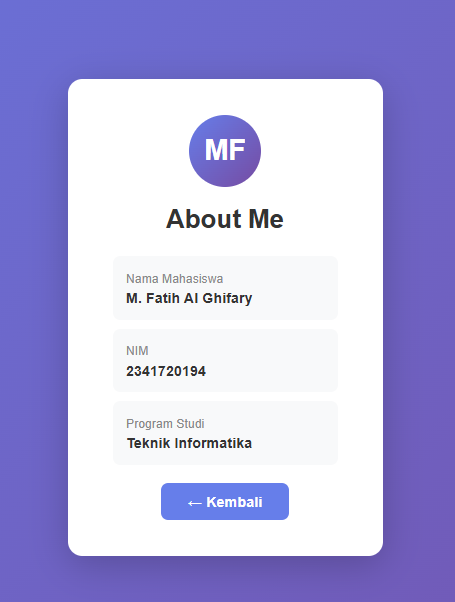 MF
About Me
Nama Mahasiswa
M. Fatih Al Ghifary
NIM
2341720194
Program Studi
Teknik Informatika
← Kembali